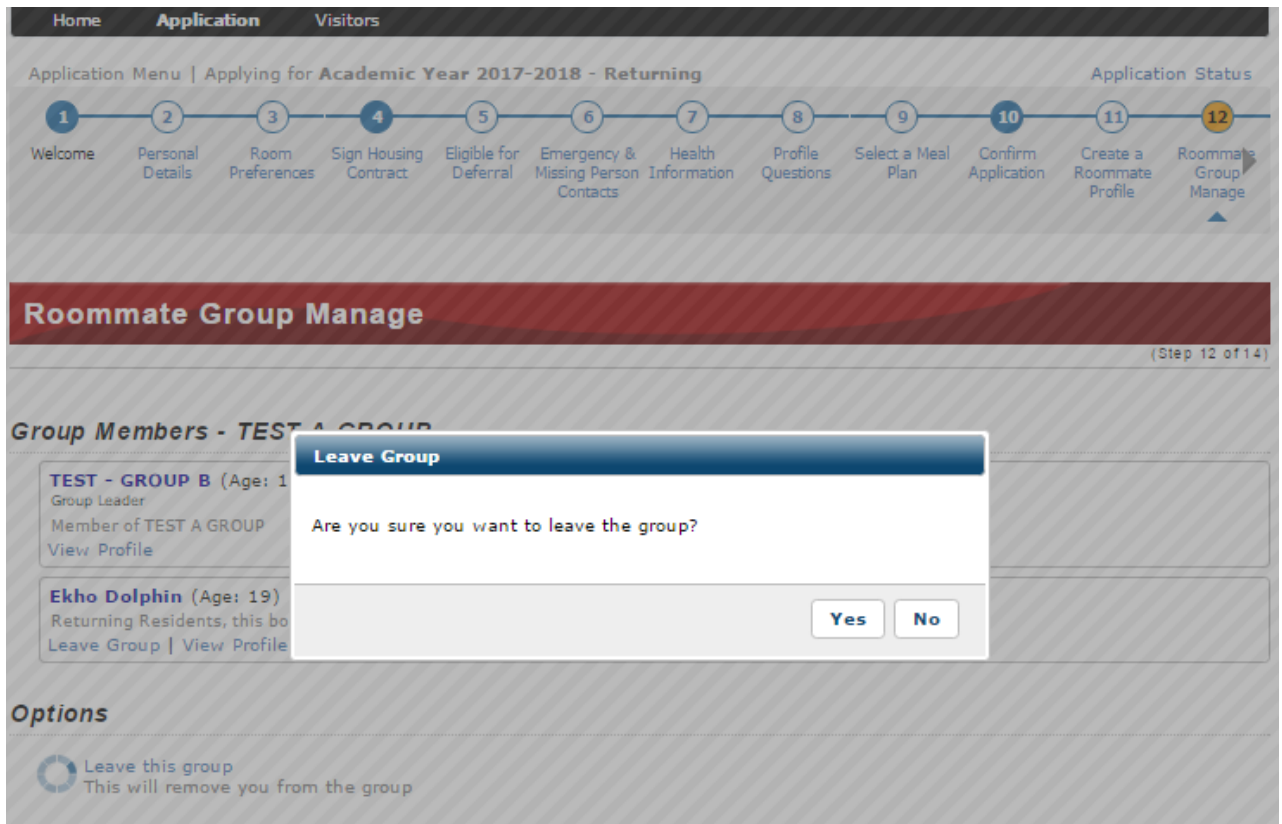 Home Application Visitors
Application Menu | Applying for Academic Year 2017-2018 - Returning Application Status
1 2 3 4 5 6 7 8 9 10 11 12
Welcome Personal Details Room Preferences Sign Housing Contract Eligible for Deferral Emergency & Missing Person Contacts Health Information Profile Questions Select a Meal Plan Confirm Application Create a Roommate Profile Roommate Group Manage
Roommate Group Manage
(Step 12 of 14)
Group Members - TEST A GROUP
TEST - GROUP B (Age: 1
Group Leader
Member of TEST A GROUP
View Profile
Ekho Dolphin (Age: 19)
Returning Residents, this bo
Leave Group | View Profile
Leave Group
Are you sure you want to leave the group?
Yes No
Options
Leave this group
This will remove you from the group